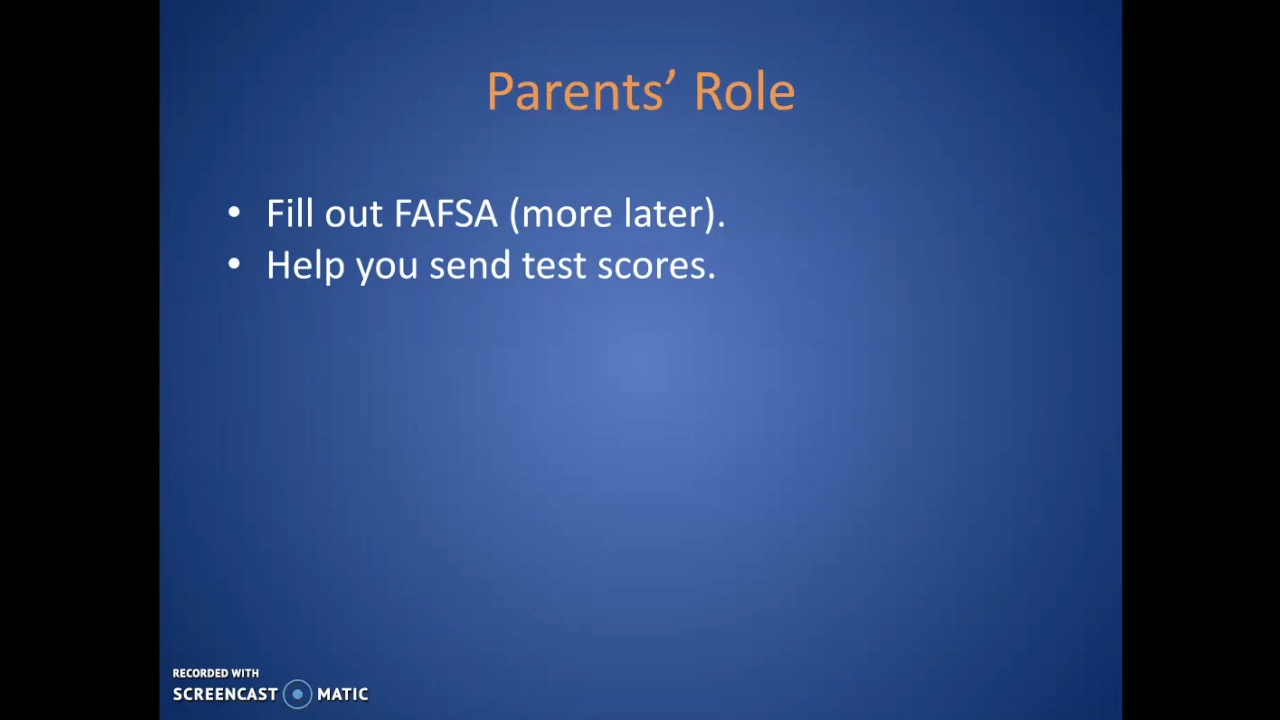 Parents’ Role
• Fill out FAFSA (more later).
• Help you send test scores.
RECORDED WITH
SCREENCAST MATIC